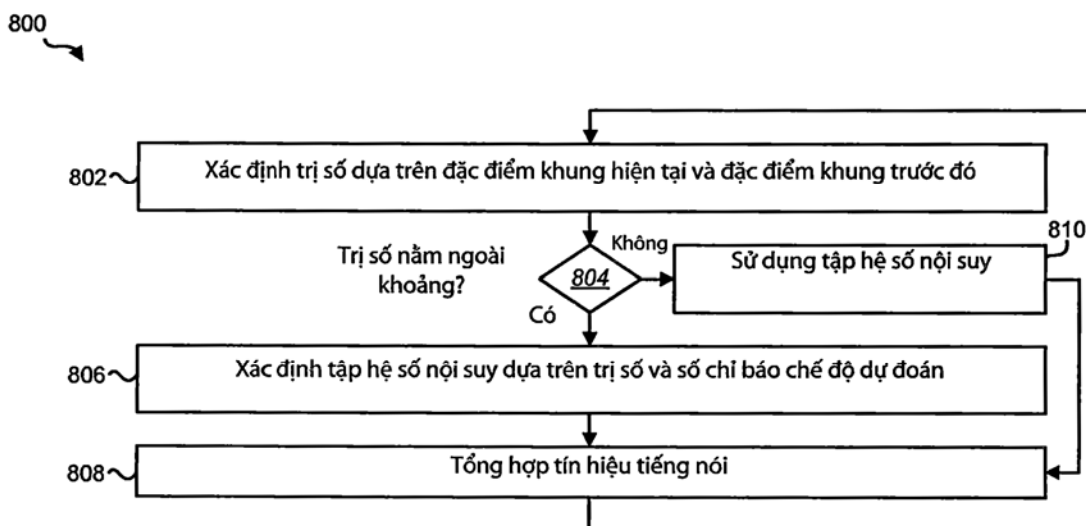 800
802
Xác định trị số dựa trên đặc điểm khung hiện tại và đặc điểm khung trước đó
Trị số nằm ngoài
khoảng?
804
Không
810
Sử dụng tập hệ số nội suy
Có
806
Xác định tập hệ số nội suy dựa trên trị số và số chỉ báo chế độ dự đoán
808
Tổng hợp tín hiệu tiếng nói